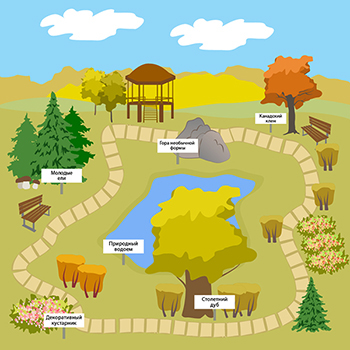 Канадский
клен
Гора необычной
формы
Молодые
ели
Природный
водоем
Столетний
дуб
Декоративный
кустарник